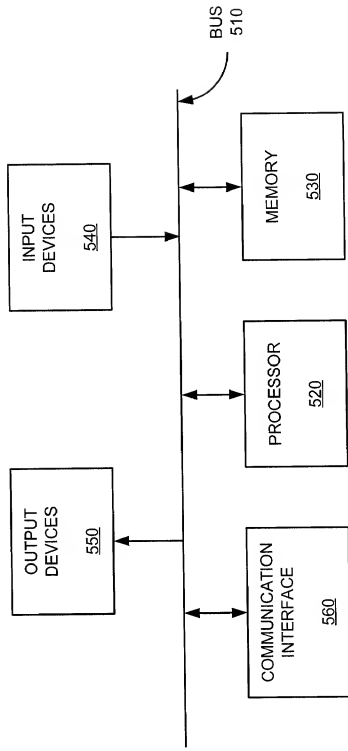 BUS
510
INPUT
DEVICES
540
OUTPUT
DEVICES
550
MEMORY
530
PROCESSOR
520
COMMUNICATION
INTERFACE
560